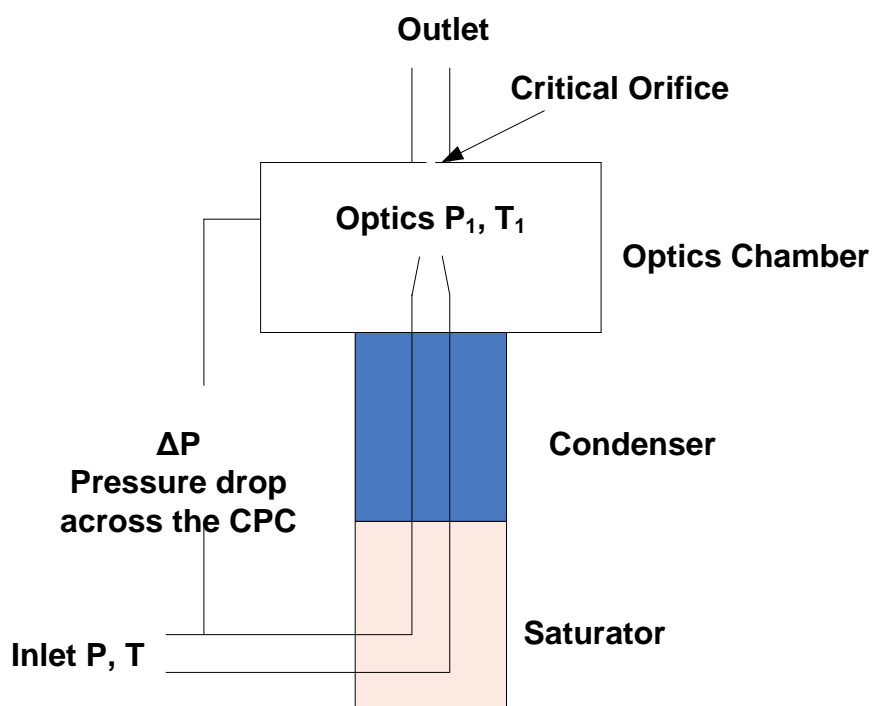 Outlet
Critical Orifice
Optics P₁, T₁
Optics Chamber
ΔP
Pressure drop
across the CPC
Condenser
Saturator
Inlet P, T